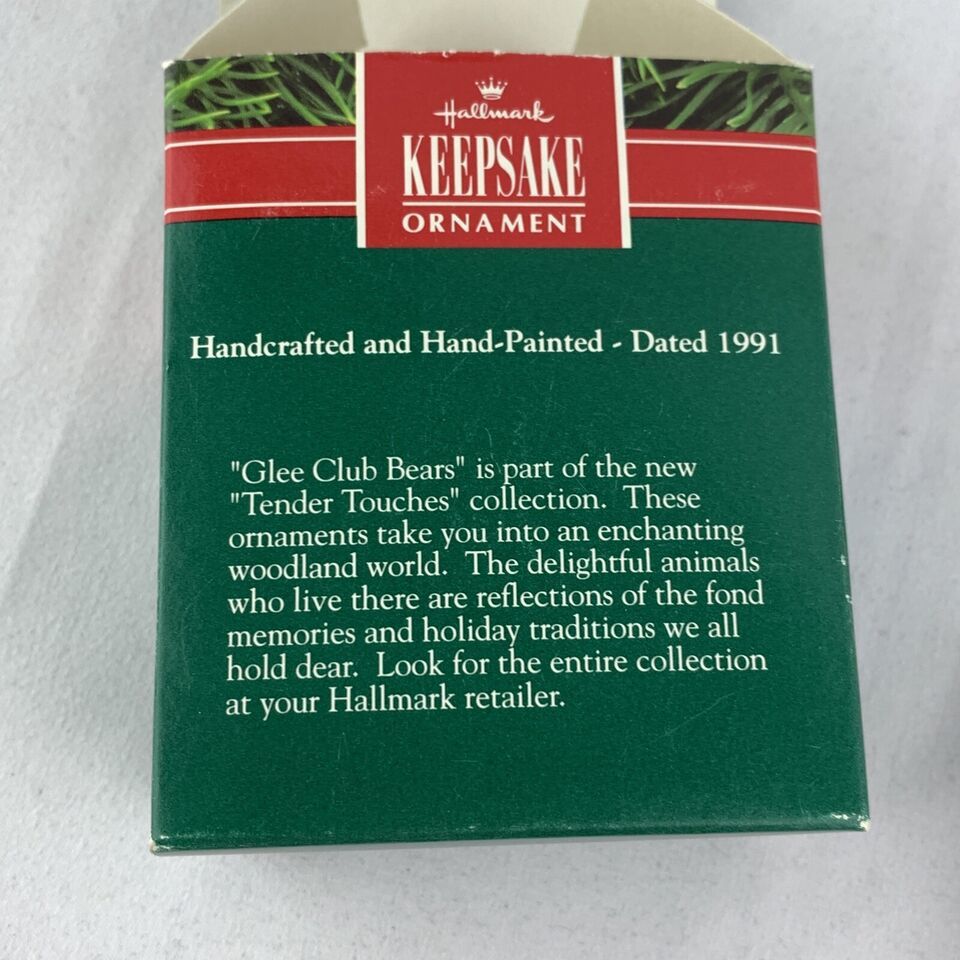 Hallmark
KEEPSAKE
ORNAMENT
Handcrafted and Hand-Painted - Dated 1991
"Glee Club Bears" is part of the new
"Tender Touches" collection. These
ornaments take you into an enchanting
woodland world. The delightful animals
who live there are reflections of the fond
memories and holiday traditions we all
hold dear. Look for the entire collection
at your Hallmark retailer.